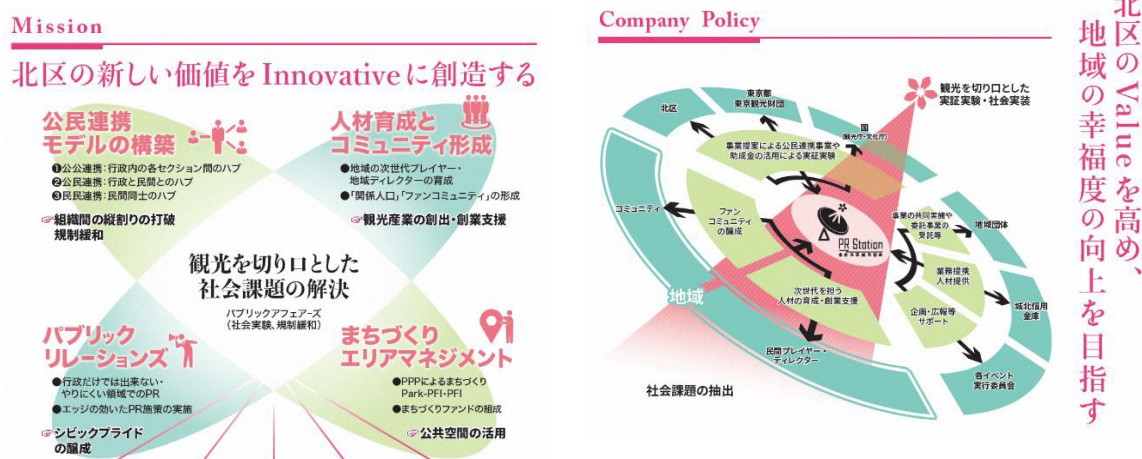 Mission
北区の新しい価値をInnovativeに創造する
公民連携
モデルの構築
❶公公連携：行政内の各セクション間のハブ
❷公民連携：行政と民間とのハブ
❸民民連携：民間同士のハブ
☞組織間の縦割りの打破
規制緩和
人材育成と
コミュニティ形成
●地域の次世代プレイヤー・
地域ディレクターの育成
●「関係人口」「ファンコミュニティ」の形成
☞観光産業の創出・創業支援
観光を切り口とした
社会課題の解決
パブリックアフェアーズ
（社会実験、規制緩和）
パブリック
リレーションズ
●行政だけでは出来ない・
やりにくい領域でのPR
●エッジの効いたPR施策の実施
☞シビックプライド
の醸成
まちづくり
エリアマネジメント
●PPPによるまちづくり
Park-PFI・PFI
●まちづくりファンドの組成
☞公共空間の活用
Company Policy
北区のValueを高め、
地域の幸福度の向上を目指す
観光を切り口とした
実証実験・社会実装
北区
東京都
東京観光財団
国
(観光庁・文化庁)
事業提案による公民連携事業や
助成金の活用による実証実験
コミュニティ
ファン
コミュニティ
の醸成
PR Station
事業の共同実施や
委託事業の
受託等
地域団体
業務提携
人材提供
城北信用
金庫
企画・広報等
サポート
次世代を担う
人材の育成・創業支援
地域
民間プレイヤー・
ディレクター
各イベント
実行委員会
社会課題の抽出